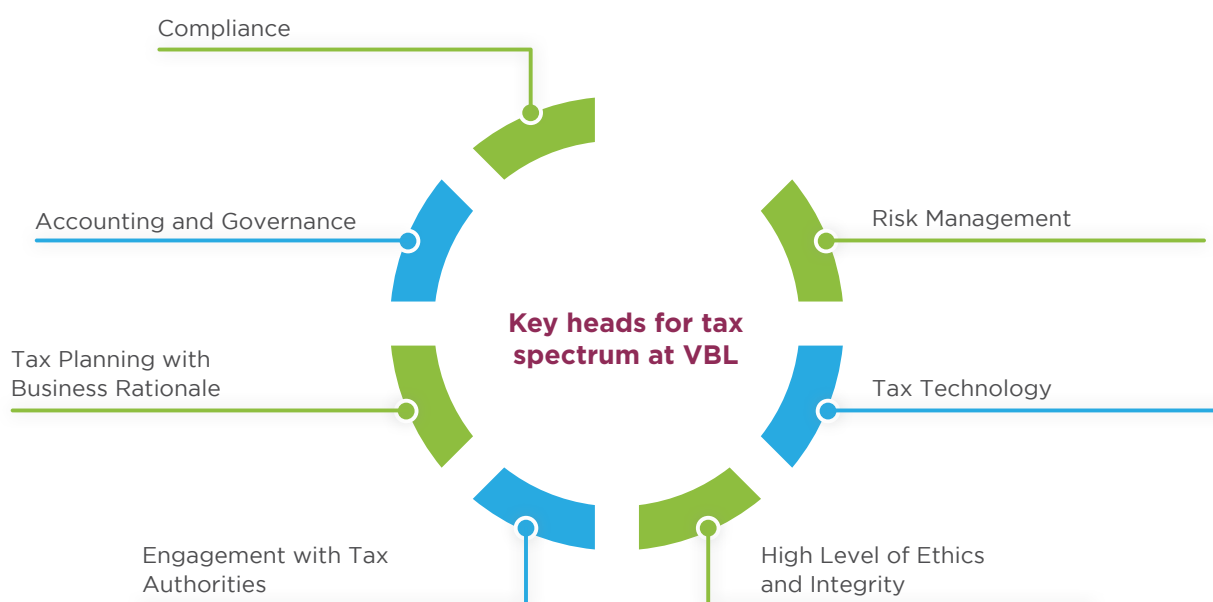 Compliance
Accounting and Governance
Risk Management
Key heads for tax
spectrum at VBL
Tax Planning with
Business Rationale
Tax Technology
Engagement with Tax
Authorities
High Level of Ethics
and Integrity